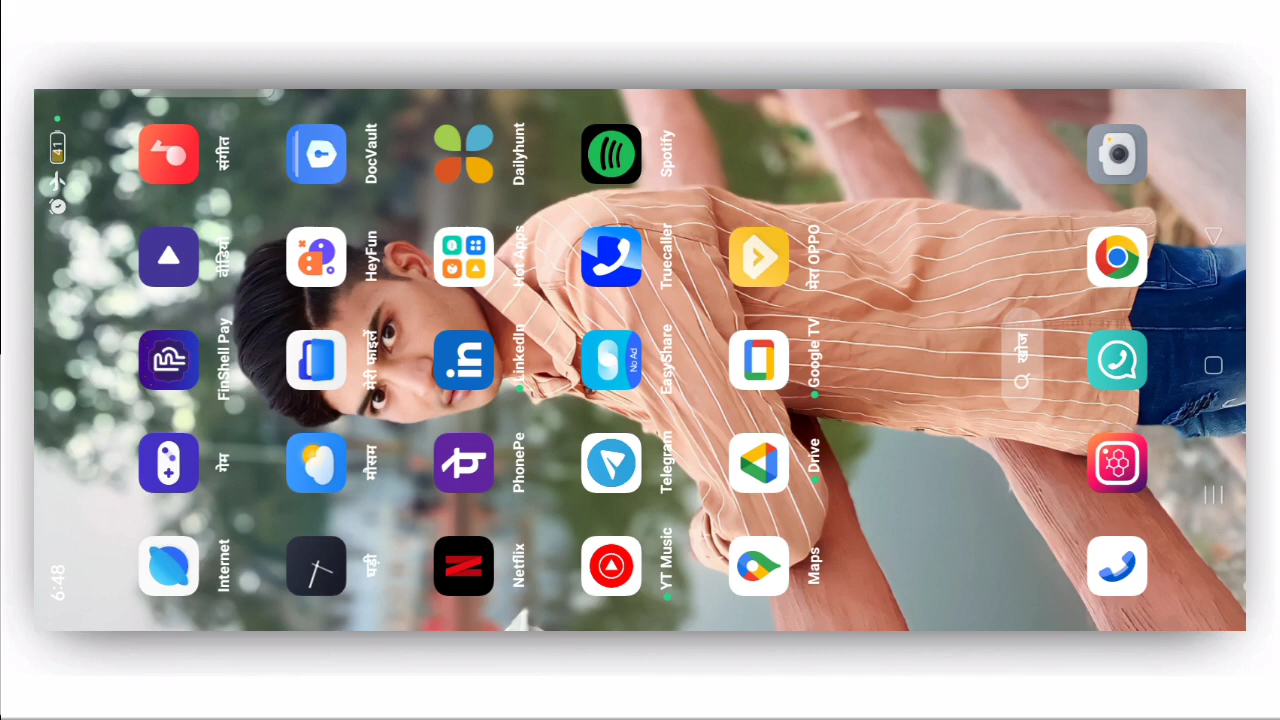 6:48 41
Internet गेम FinShell Pay वीडियो संगीत
घड़ी मौसम मेरी फाइलें HeyFun DocVault
Netflix PhonePe LinkedIn Hot Apps Dailyhunt
No Ad
YT Music Telegram EasyShare Truecaller Spotify
Maps Drive Google TV मेरा OPPO
खोज